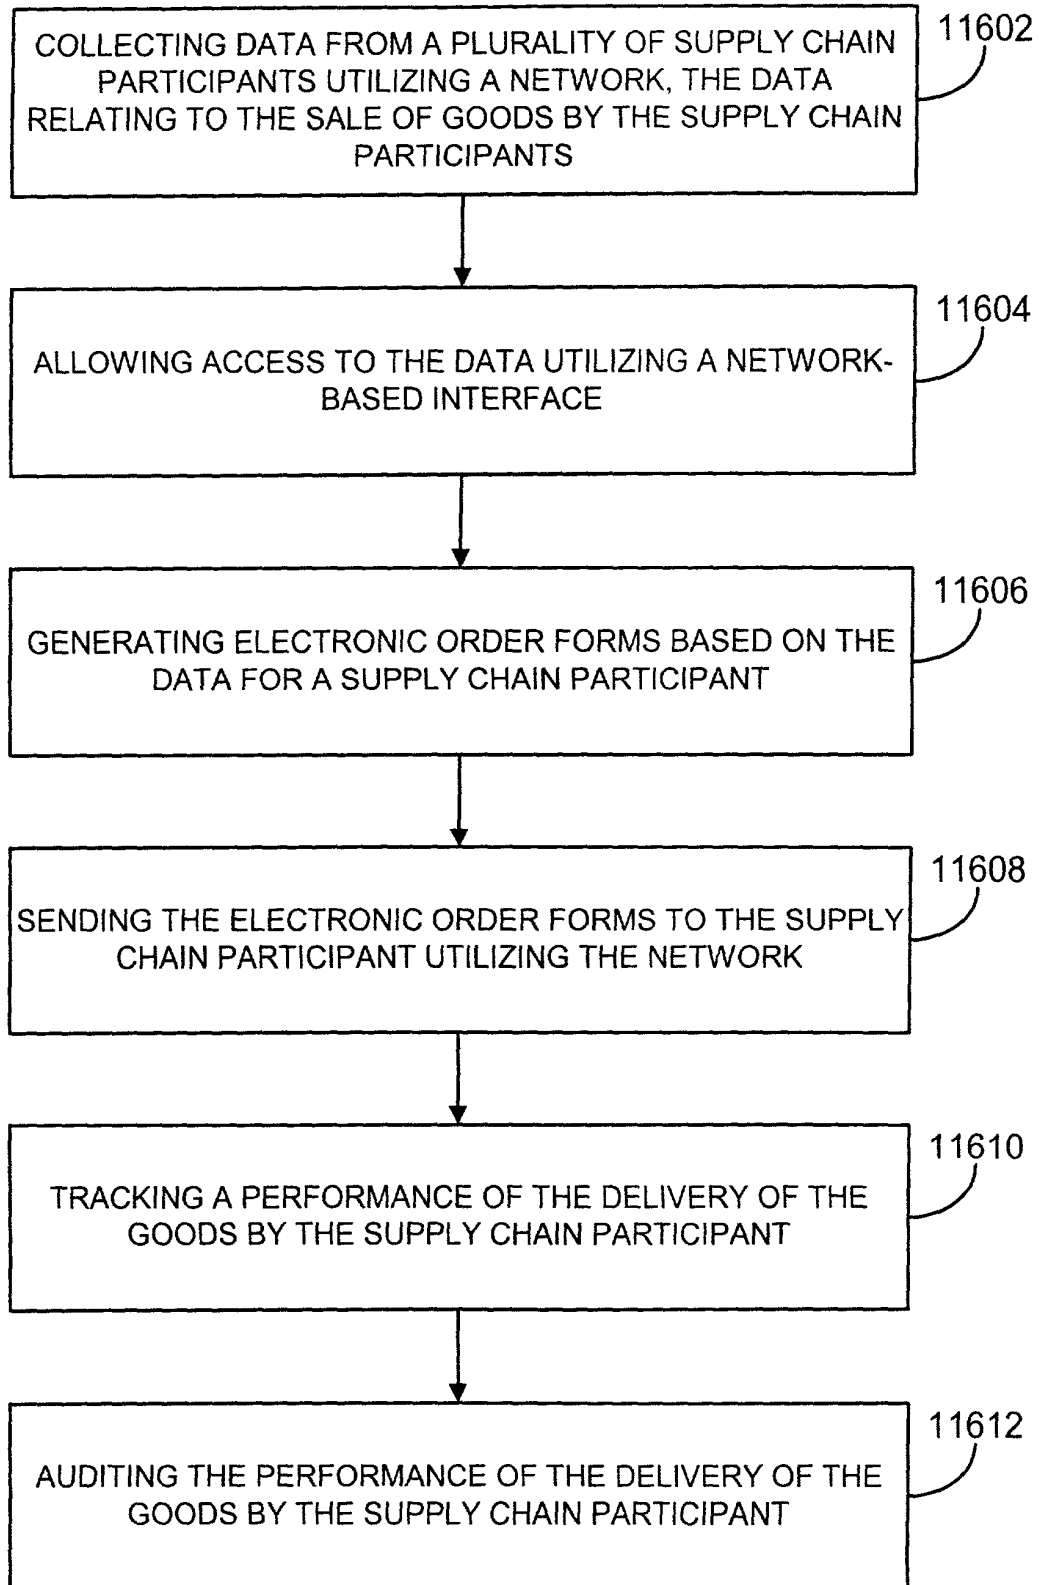 COLLECTING DATA FROM A PLURALITY OF SUPPLY CHAIN
PARTICIPANTS UTILIZING A NETWORK, THE DATA
RELATING TO THE SALE OF GOODS BY THE SUPPLY CHAIN
PARTICIPANTS
11602
ALLOWING ACCESS TO THE DATA UTILIZING A NETWORK-
BASED INTERFACE
11604
GENERATING ELECTRONIC ORDER FORMS BASED ON THE
DATA FOR A SUPPLY CHAIN PARTICIPANT
11606
SENDING THE ELECTRONIC ORDER FORMS TO THE SUPPLY
CHAIN PARTICIPANT UTILIZING THE NETWORK
11608
TRACKING A PERFORMANCE OF THE DELIVERY OF THE
GOODS BY THE SUPPLY CHAIN PARTICIPANT
11610
AUDITING THE PERFORMANCE OF THE DELIVERY OF THE
GOODS BY THE SUPPLY CHAIN PARTICIPANT
11612